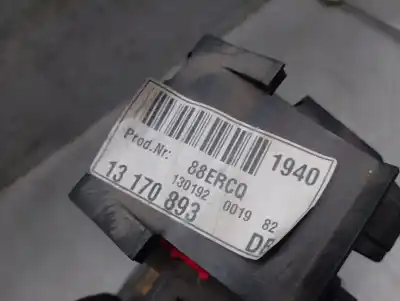 1940
Prod.Nr: 88ERCQ
130192 0019 82
13 170 893
DE